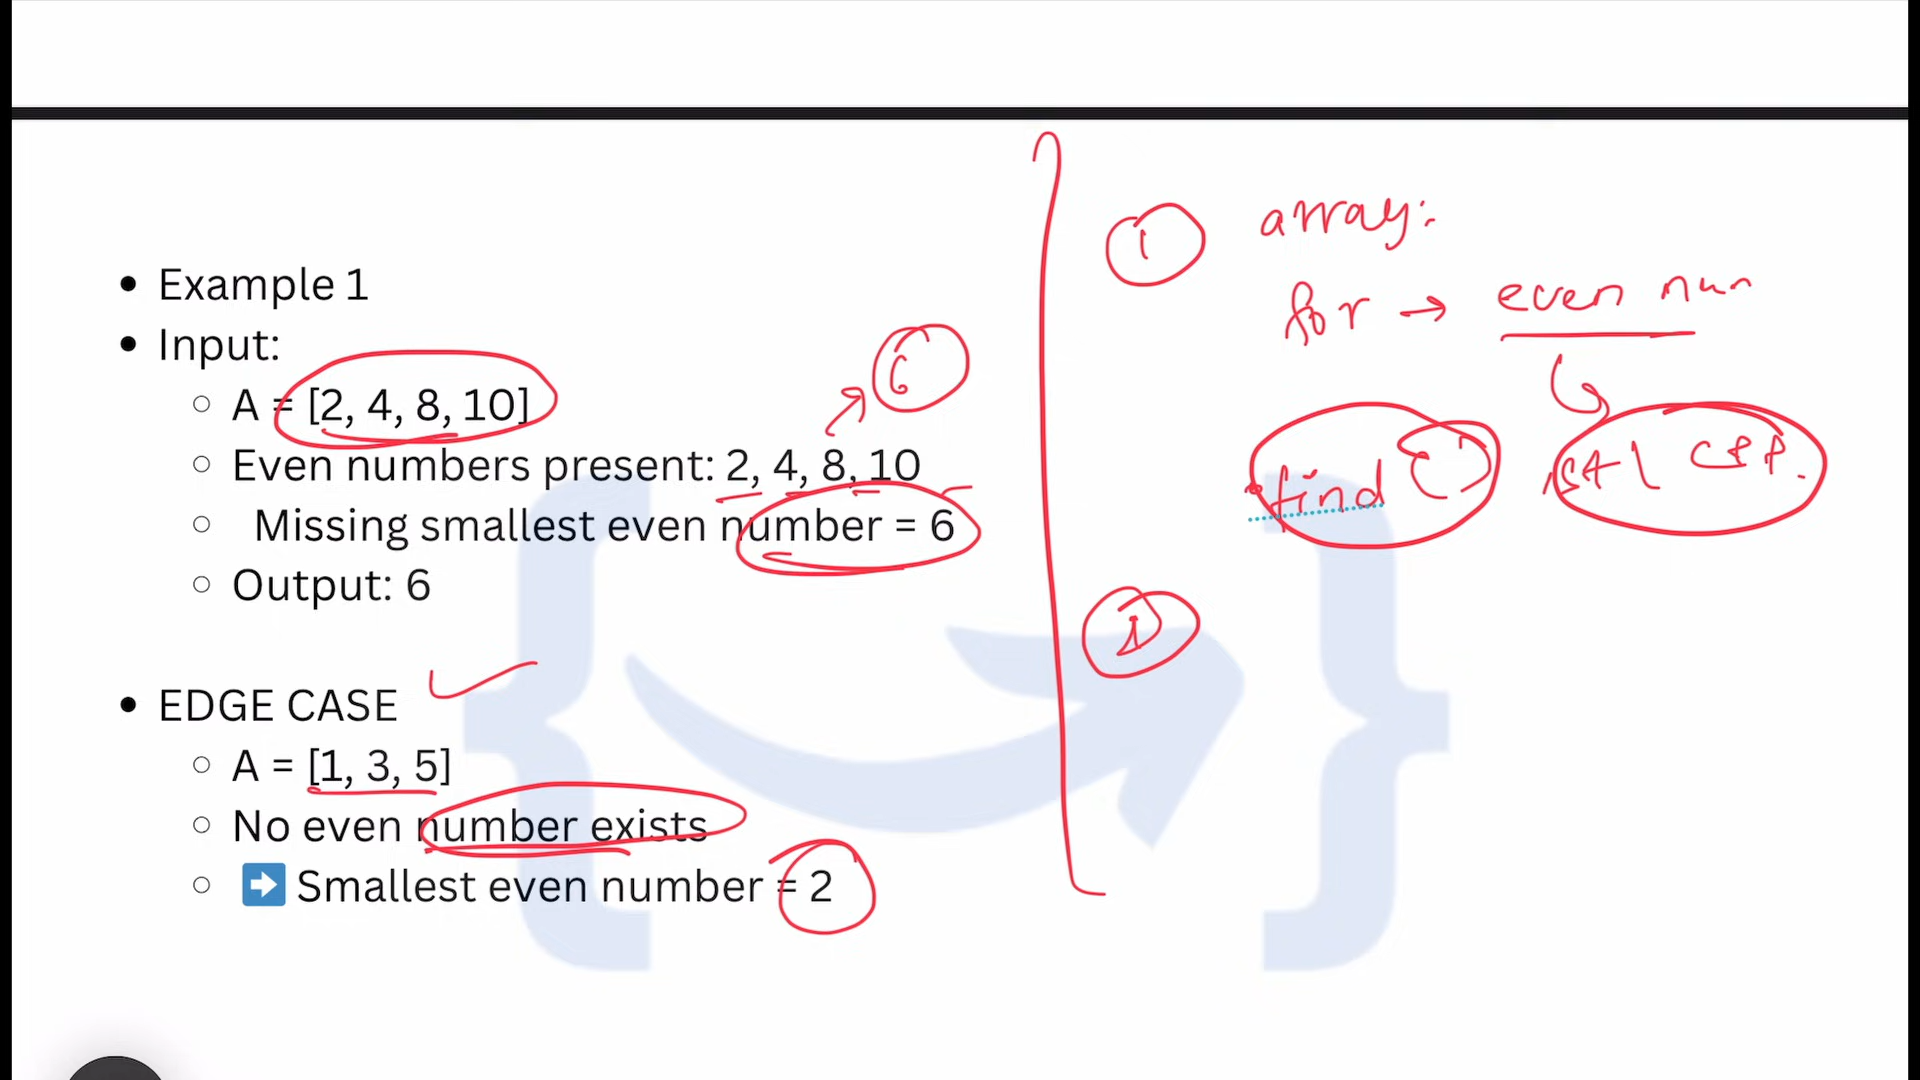 • Example 1
• Input:
○ A = [2, 4, 8, 10]
6
○ Even numbers present: 2, 4, 8, 10
○ Missing smallest even number = 6
○ Output: 6
• EDGE CASE
○ A = [1, 3, 5]
○ No even number exists
○ ➡ Smallest even number = 2
1 array:
for → even num
find ( )